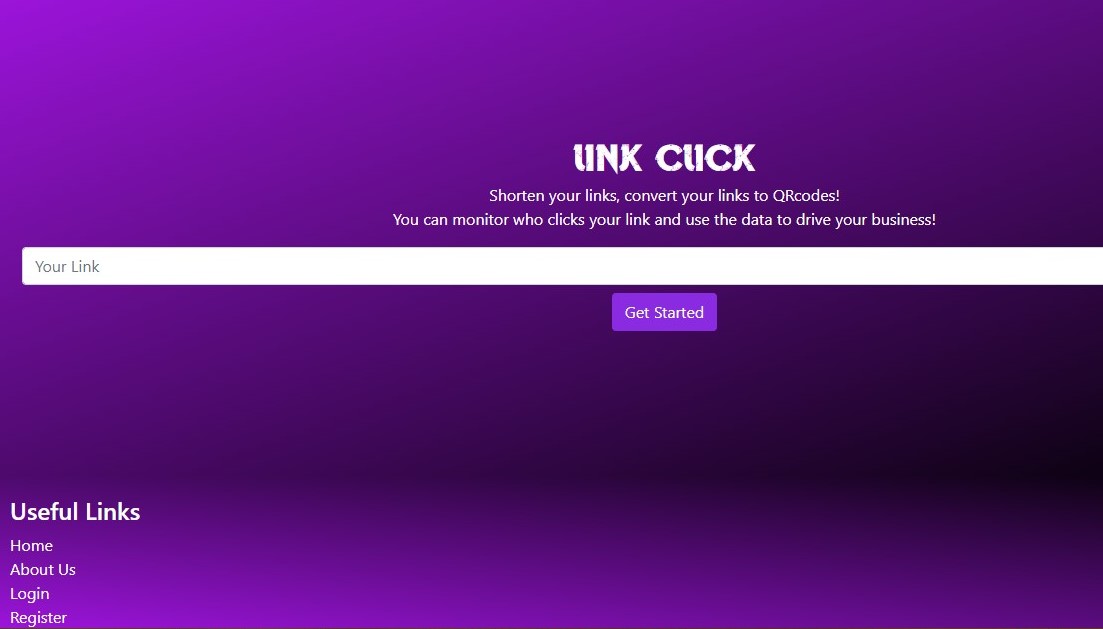 LINK CLICK
Shorten your links, convert your links to QRcodes!
You can monitor who clicks your link and use the data to drive your business!
Your Link
Get Started
Useful Links
Home
About Us
Login
Register